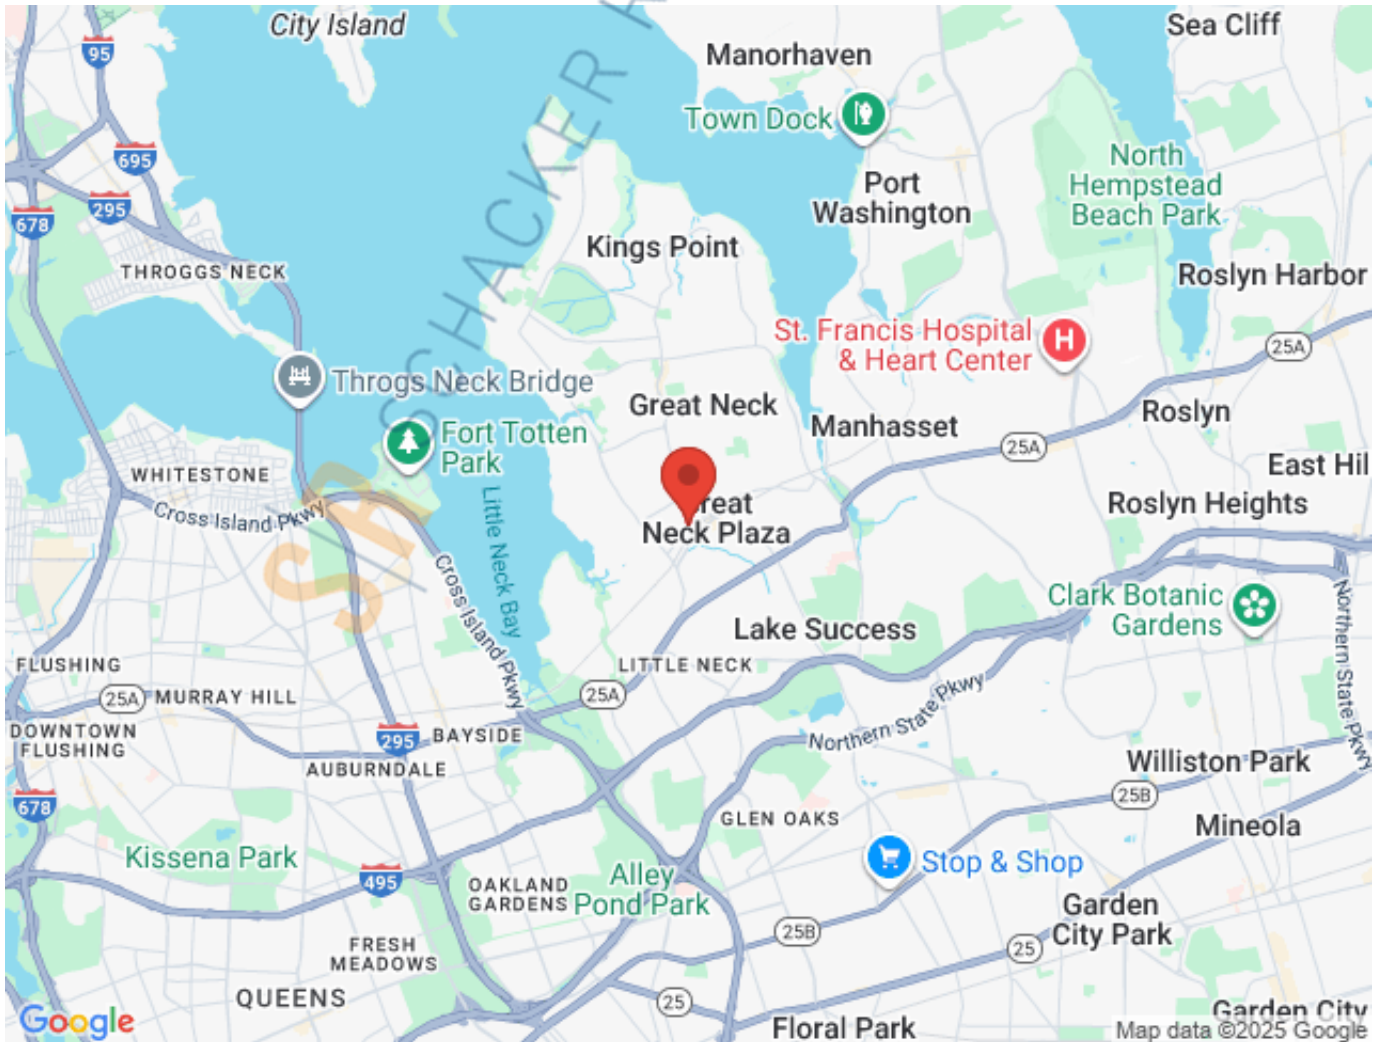 City Island
Sea Cliff
95
Manorhaven
Town Dock
695
North
Hempstead
Beach Park
295
678
Port
Washington
Kings Point
THROGGS NECK
Roslyn Harbor
St. Francis Hospital
& Heart Center
H
25A
Throgs Neck Bridge
Great Neck
Roslyn
Manhasset
Fort Totten
Park
25A
WHITESTONE
East Hil
Cross Island Pkwy
Little Neck Bay
Great
Neck Plaza
Roslyn Heights
Cross Island Pkwy
Clark Botanic
Gardens
Northern State Pkwy
Lake Success
FLUSHING
LITTLE NECK
25A
MURRAY HILL
25A
Northern State Pkwy
DOWNTOWN
FLUSHING
295
BAYSIDE
AUBURNDALE
Williston Park
678
25B
GLEN OAKS
Mineola
Kissena Park
Stop & Shop
495
OAKLAND
GARDENS
Alley
Pond Park
Garden
City Park
25B
FRESH
MEADOWS
25
QUEENS
25
Garden City
Google
Floral Park
Map data ©2025 Google